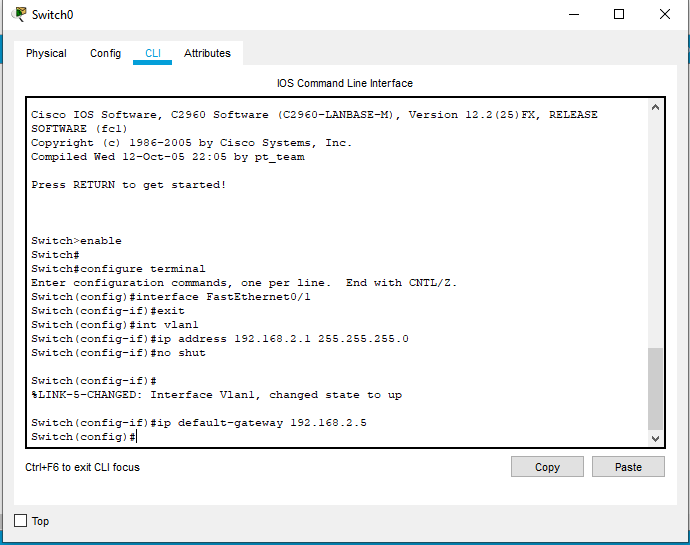 Switch0
Physical Config CLI Attributes
IOS Command Line Interface
Cisco IOS Software, C2960 Software (C2960-LANBASE-M), Version 12.2(25)FX, RELEASE
SOFTWARE (fc1)
Copyright (c) 1986-2005 by Cisco Systems, Inc.
Compiled Wed 12-Oct-05 22:05 by pt_team
Press RETURN to get started!
Switch>enable
Switch#
Switch#configure terminal
Enter configuration commands, one per line.  End with CNTL/Z.
Switch(config)#interface FastEthernet0/1
Switch(config-if)#exit
Switch(config)#int vlan1
Switch(config-if)#ip address 192.168.2.1 255.255.255.0
Switch(config-if)#no shut
Switch(config-if)#
%LINK-5-CHANGED: Interface Vlan1, changed state to up
Switch(config-if)#ip default-gateway 192.168.2.5
Switch(config)#
Ctrl+F6 to exit CLI focus
Copy Paste
Top